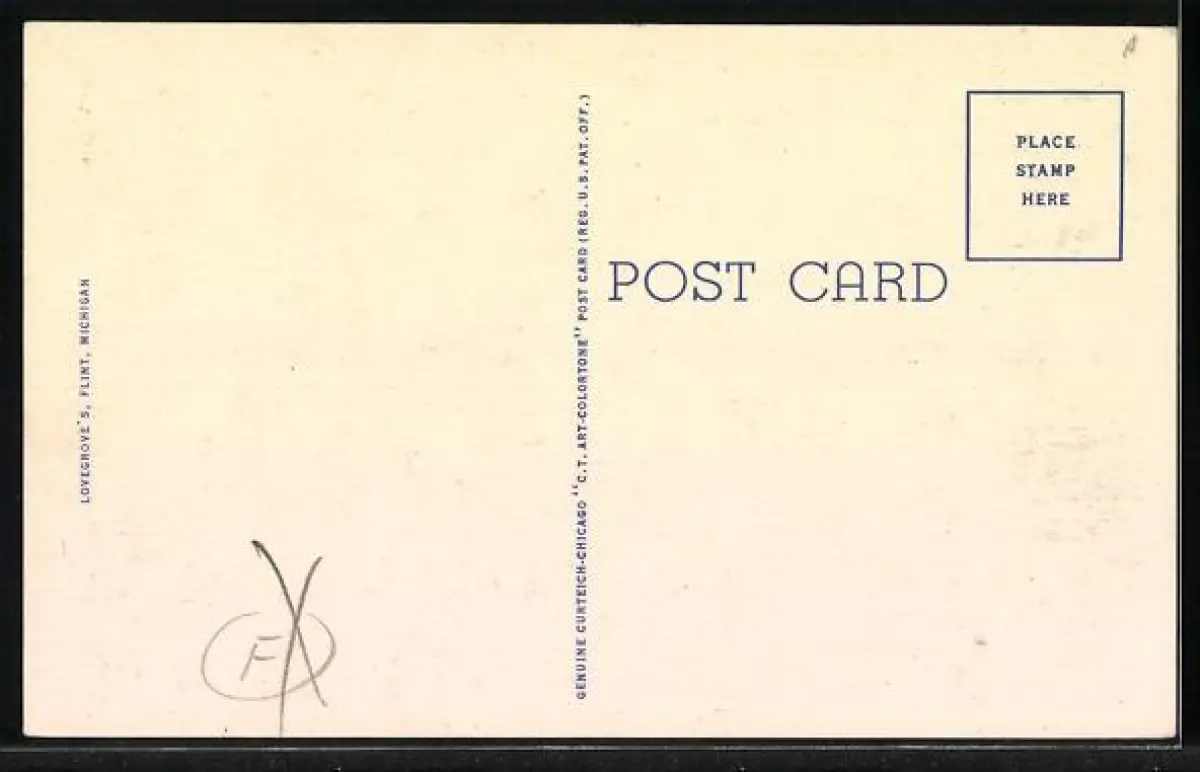 LOVEGROVE'S, FLINT, MICHIGAN
GENUINE CURTEICH-CHICAGO "C.T. ART-COLORTONE" POST CARD (REG. U.S. PAT. OFF.)
POST CARD
PLACE
STAMP
HERE
F